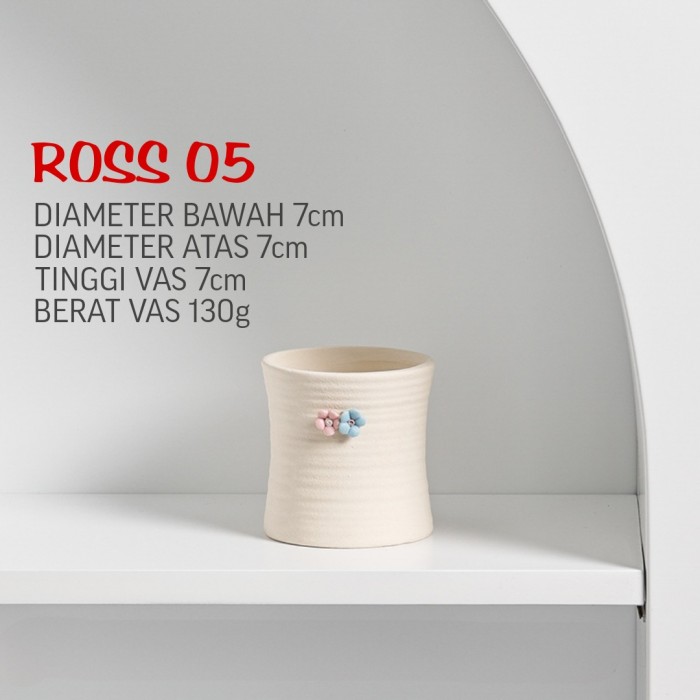 ROSS 05
DIAMETER BAWAH 7cm
DIAMETER ATAS 7cm
TINGGI VAS 7cm
BERAT VAS 130g